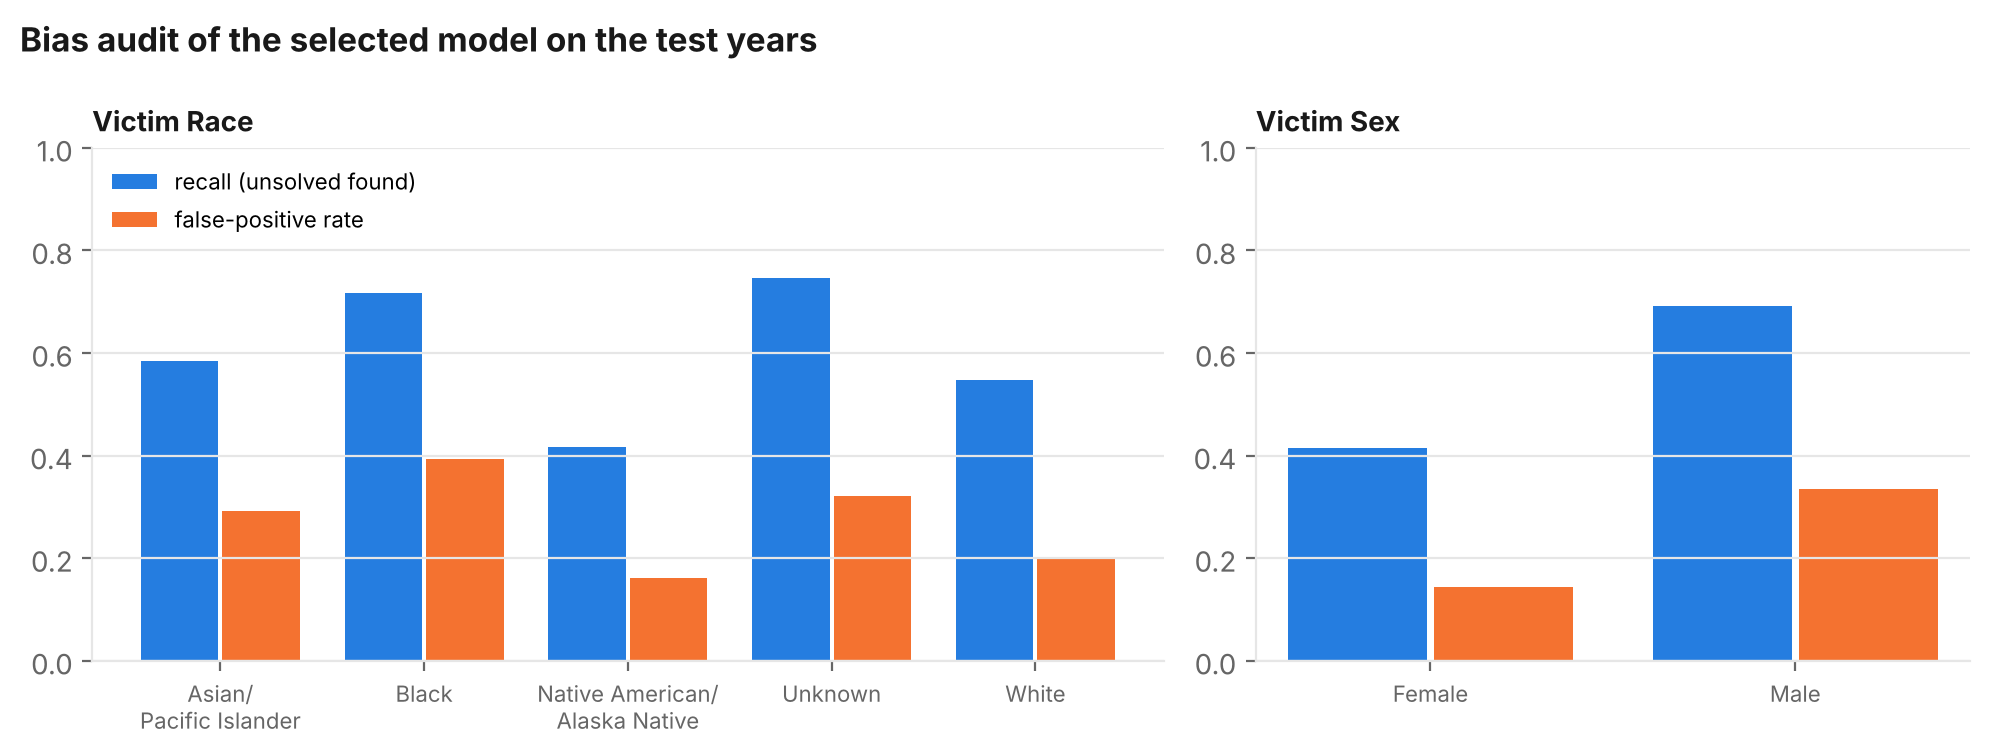 Bias audit of the selected model on the test years
Victim Race
1.0
0.8
0.6
0.4
0.2
0.0
recall (unsolved found)
false-positive rate
Asian/
Pacific Islander
Black
Native American/
Alaska Native
Unknown
White
Victim Sex
1.0
0.8
0.6
0.4
0.2
0.0
Female
Male